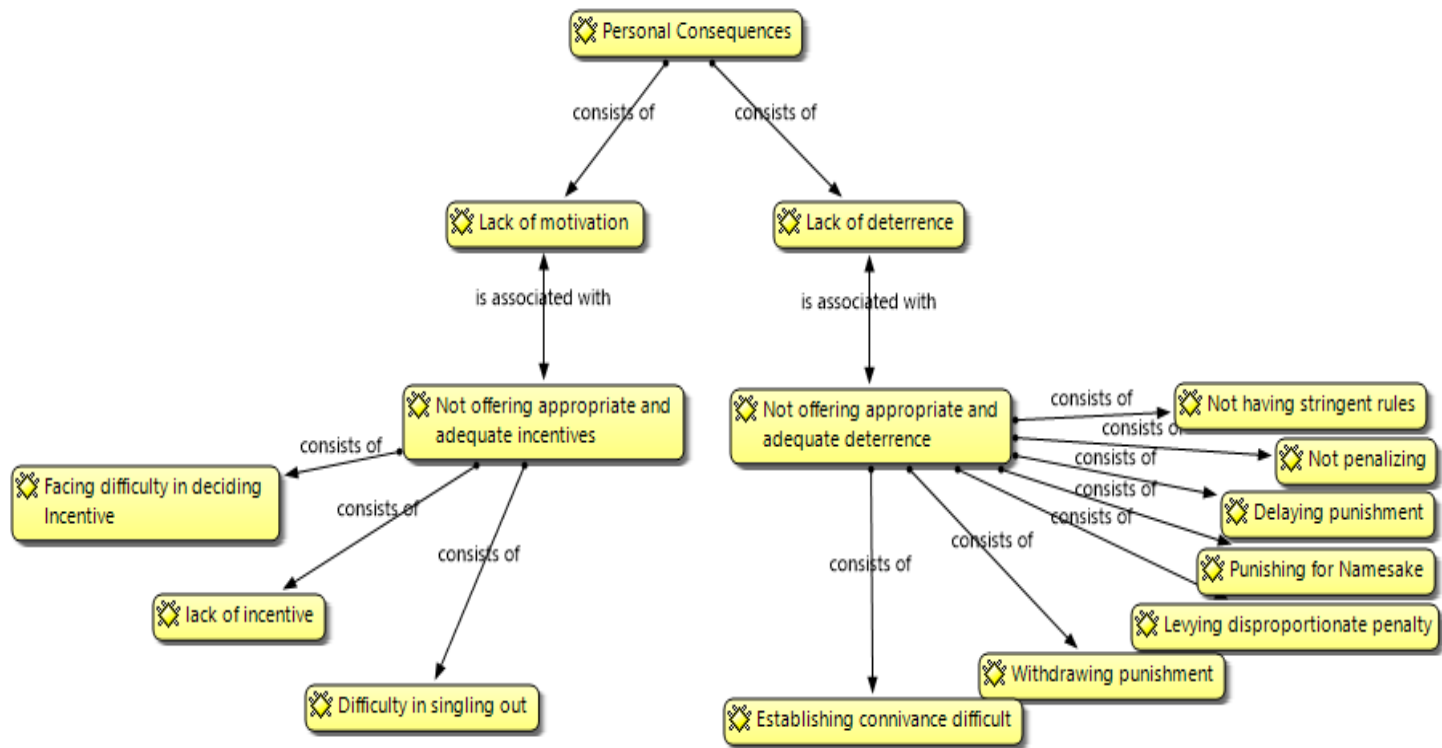 Personal Consequences
consists of
consists of
Lack of motivation
Lack of deterrence
is associated with
is associated with
Not offering appropriate and
adequate incentives
Not offering appropriate and
adequate deterrence
consists of
Not having stringent rules
consists of
Not penalizing
consists of
Delaying punishment
consists of
Punishing for Namesake
consists of
Levying disproportionate penalty
consists of
Withdrawing punishment
consists of
Establishing connivance difficult
consists of
Facing difficulty in deciding
Incentive
consists of
lack of incentive
consists of
Difficulty in singling out